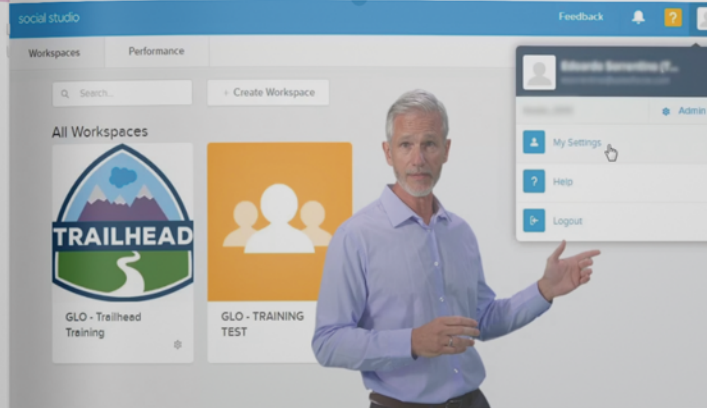 social studio
Feedback
?
Workspaces
Performance
Search...
+ Create Workspace
Admin
My Settings
? Help
Logout
All Workspaces
TRAILHEAD
GLO - Trailhead
Training
GLO - TRAINING
TEST